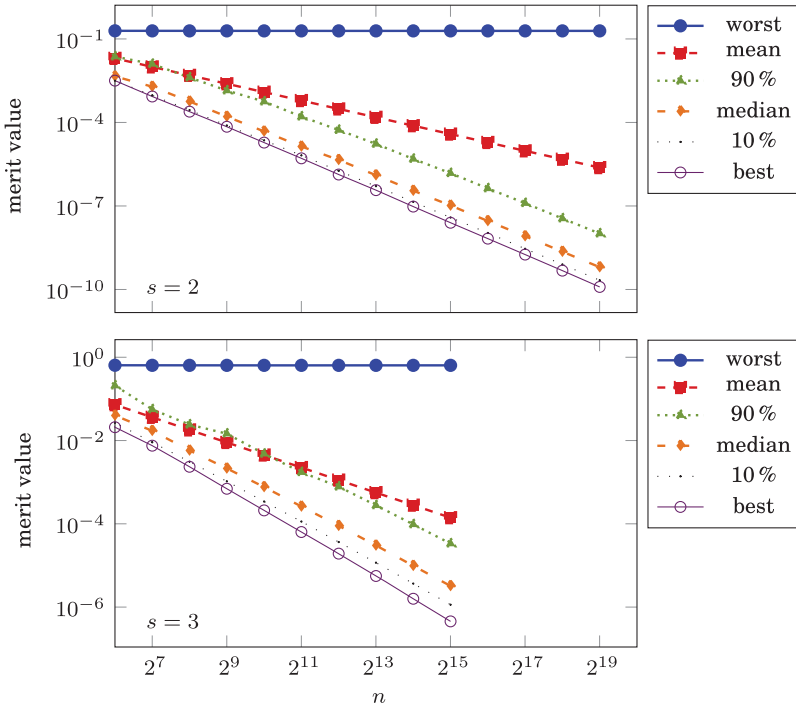 merit value
10^−1
10^−4
10^−7
10^−10
s = 2
worst
mean
90 %
median
10 %
best
merit value
10^0
10^−2
10^−4
10^−6
s = 3
2^7
2^9
2^11
2^13
2^15
2^17
2^19
n
worst
mean
90 %
median
10 %
best